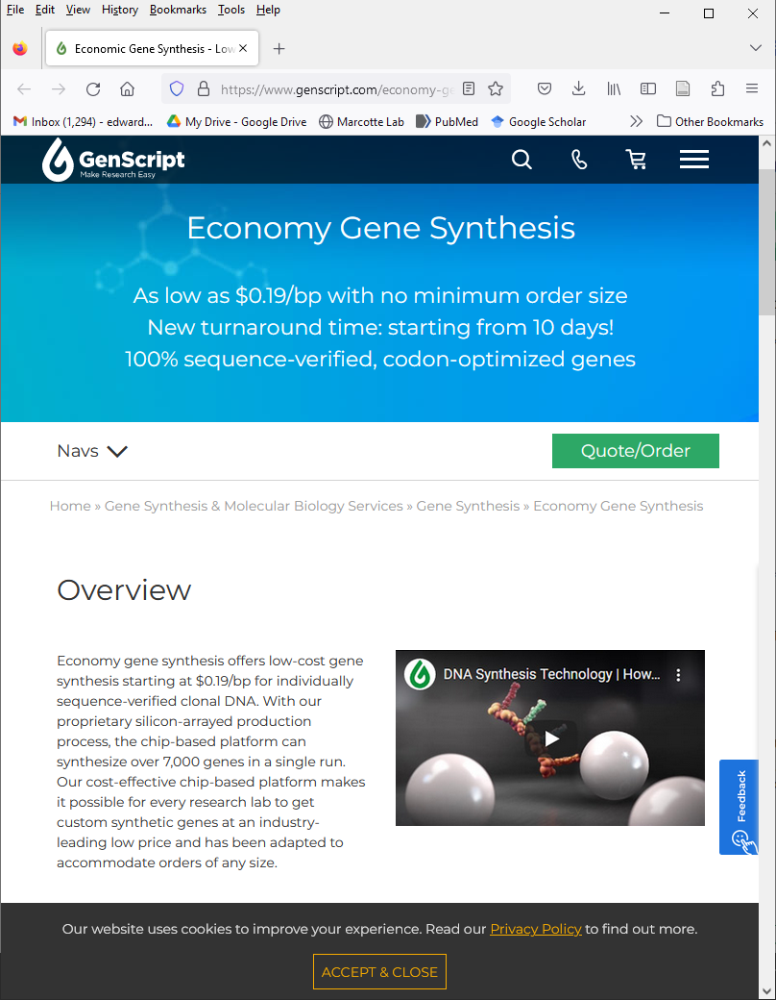 File Edit View History Bookmarks Tools Help
Economic Gene Synthesis - Low
https://www.genscript.com/economy-ge
Inbox (1,294) - edward... My Drive - Google Drive Marcotte Lab PubMed Google Scholar Other Bookmarks
GenScript
Make Research Easy
Economy Gene Synthesis
As low as $0.19/bp with no minimum order size
New turnaround time: starting from 10 days!
100% sequence-verified, codon-optimized genes
Navs
Quote/Order
Home » Gene Synthesis & Molecular Biology Services » Gene Synthesis » Economy Gene Synthesis
Overview
Economy gene synthesis offers low-cost gene
synthesis starting at $0.19/bp for individually
sequence-verified clonal DNA. With our
proprietary silicon-arrayed production
process, the chip-based platform can
synthesize over 7,000 genes in a single run.
Our cost-effective chip-based platform makes
it possible for every research lab to get
custom synthetic genes at an industry-
leading low price and has been adapted to
accommodate orders of any size.
DNA Synthesis Technology | How...
Feedback
Our website uses cookies to improve your experience. Read our Privacy Policy to find out more.
ACCEPT & CLOSE